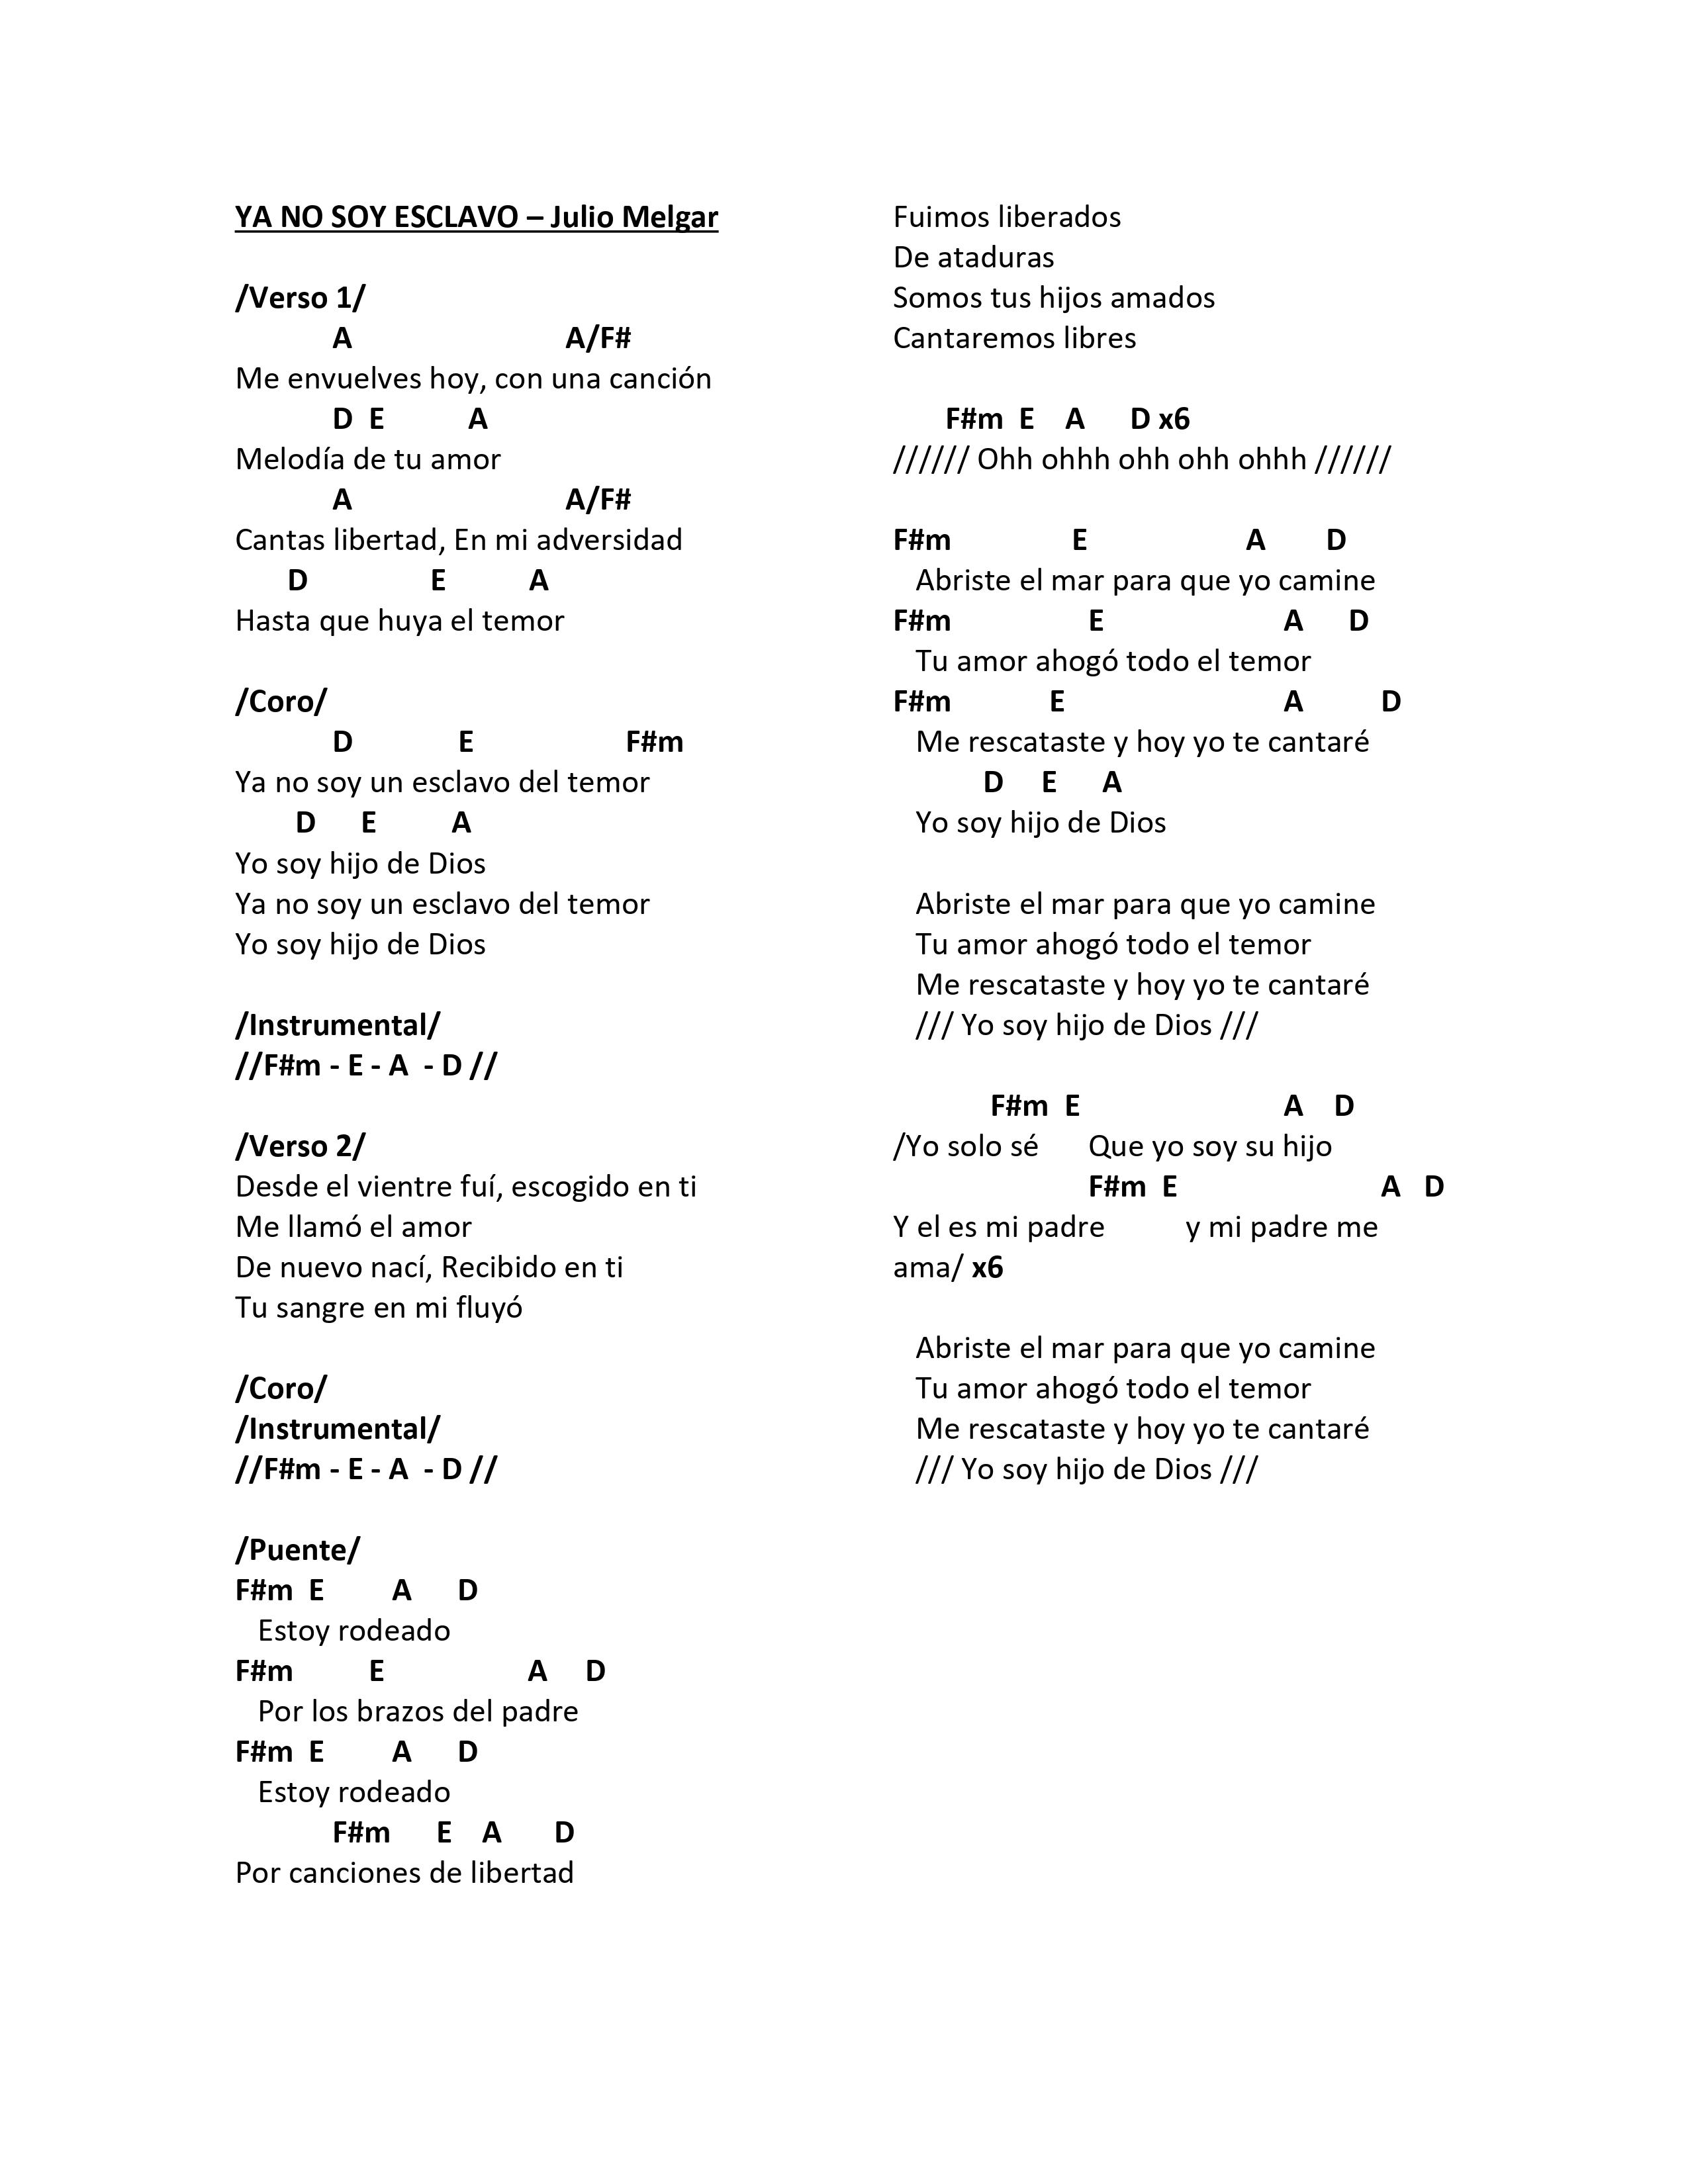 YA NO SOY ESCLAVO – Julio Melgar
/Verso 1/
A A/F#
Me envuelves hoy, con una canción
D E A
Melodía de tu amor
A A/F#
Cantas libertad, En mi adversidad
D E A
Hasta que huya el temor
/Coro/
D E F#m
Ya no soy un esclavo del temor
D E A
Yo soy hijo de Dios
Ya no soy un esclavo del temor
Yo soy hijo de Dios
/Instrumental/
//F#m - E - A - D //
/Verso 2/
Desde el vientre fuí, escogido en ti
Me llamó el amor
De nuevo nací, Recibido en ti
Tu sangre en mi fluyó
/Coro/
/Instrumental/
//F#m - E - A - D //
/Puente/
F#m E A D
Estoy rodeado
F#m E A D
Por los brazos del padre
F#m E A D
Estoy rodeado
F#m E A D
Por canciones de libertad
Fuimos liberados
De ataduras
Somos tus hijos amados
Cantaremos libres
F#m E A D x6
////// Ohh ohhh ohh ohh ohhh //////
F#m E A D
Abriste el mar para que yo camine
F#m E A D
Tu amor ahogó todo el temor
F#m E A D
Me rescataste y hoy yo te cantaré
D E A
Yo soy hijo de Dios
Abriste el mar para que yo camine
Tu amor ahogó todo el temor
Me rescataste y hoy yo te cantaré
/// Yo soy hijo de Dios ///
F#m E A D
/Yo solo sé Que yo soy su hijo
F#m E A D
Y el es mi padre y mi padre me
ama/ x6
Abriste el mar para que yo camine
Tu amor ahogó todo el temor
Me rescataste y hoy yo te cantaré
/// Yo soy hijo de Dios ///